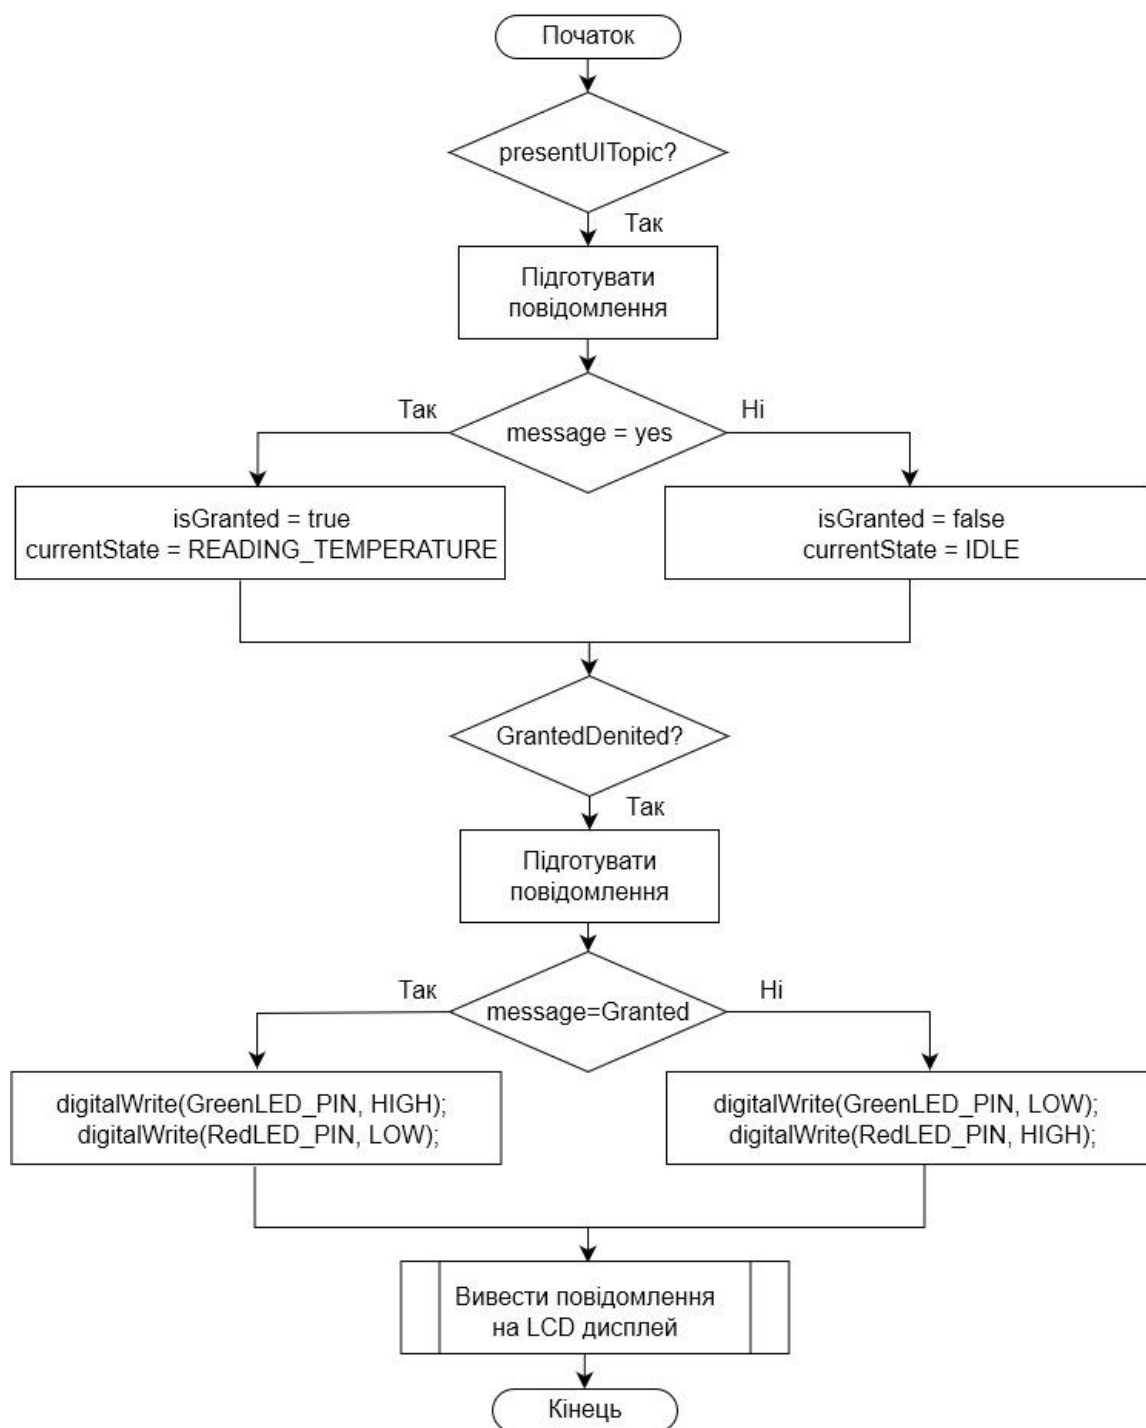 Початок
presentUITopic?
Так
Підготувати
повідомлення
Так
Ні
message = yes
isGranted = true
currentState = READING_TEMPERATURE
isGranted = false
currentState = IDLE
GrantedDenited?
Так
Підготувати
повідомлення
Так
Ні
message=Granted
digitalWrite(GreenLED_PIN, HIGH);
digitalWrite(RedLED_PIN, LOW);
digitalWrite(GreenLED_PIN, LOW);
digitalWrite(RedLED_PIN, HIGH);
Вивести повідомлення
на LCD дисплей
Кінець